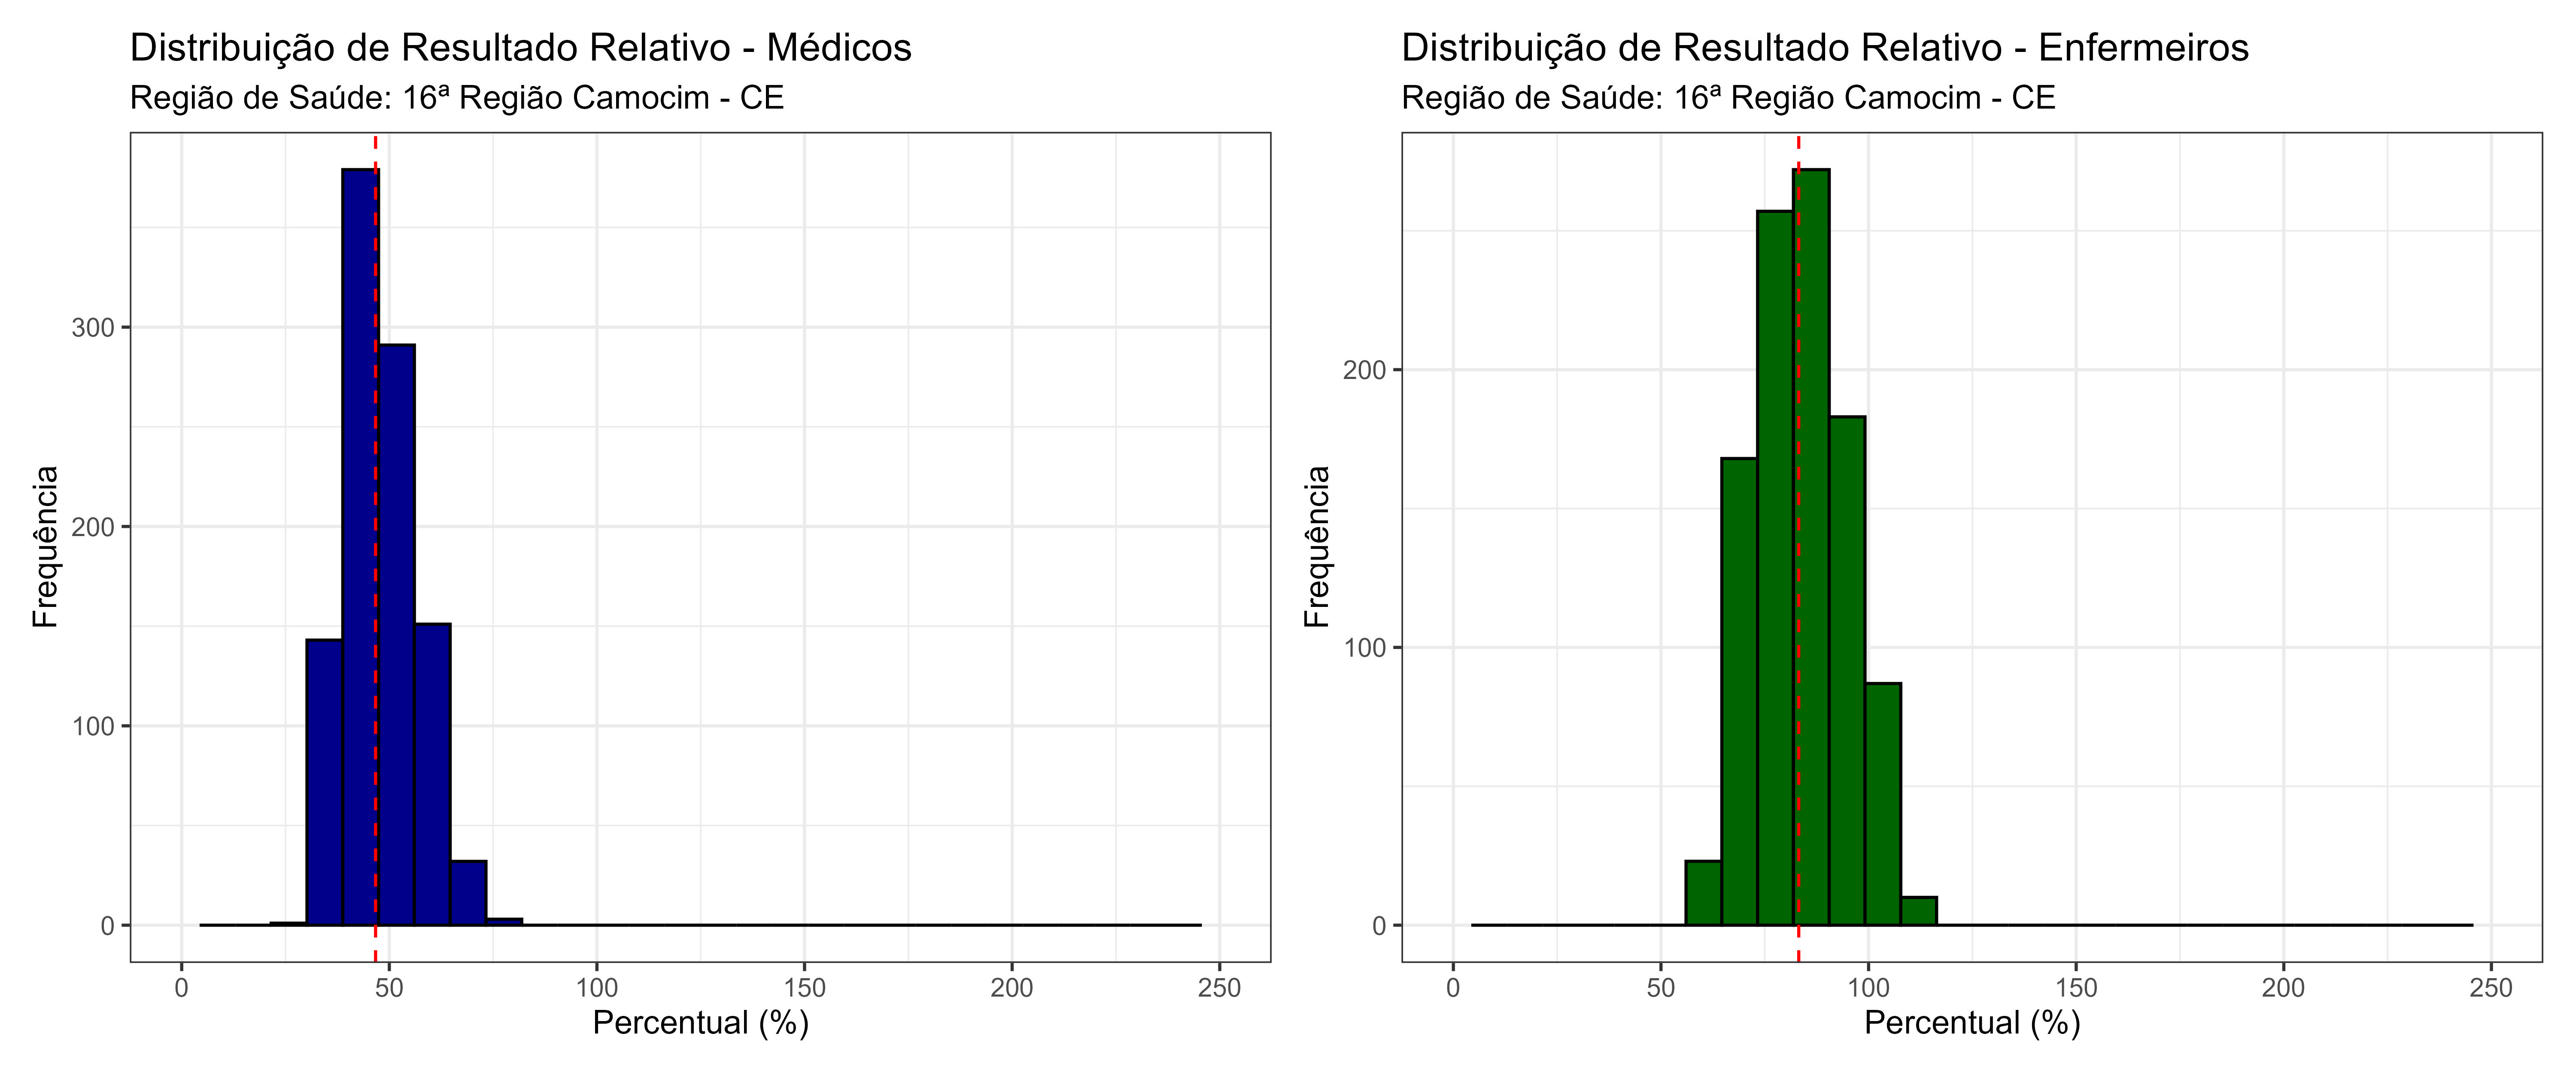 Distribuição de Resultado Relativo - Médicos
Região de Saúde: 16ª Região Camocim - CE
Frequência
300
200
100
0
0 50 100 150 200 250
Percentual (%)
Distribuição de Resultado Relativo - Enfermeiros
Região de Saúde: 16ª Região Camocim - CE
Frequência
200
100
0
0 50 100 150 200 250
Percentual (%)